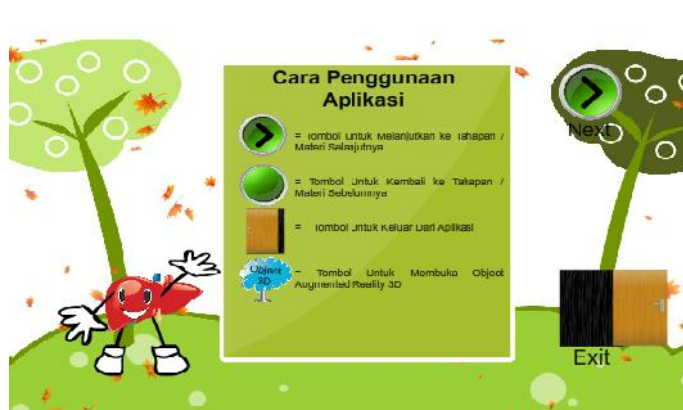 Cara Penggunaan
Aplikasi
= Tombol Untuk Melanjutkan ke Tahapan /
Materi Selanjutnya
= Tombol Untuk Kembali ke Tahapan /
Materi Sebelumnya
= Tombol Untuk Keluar Dari Aplikasi
Object
3D
= Tombol Untuk Membuka Object
Augmented Reality 3D
Next
Exit